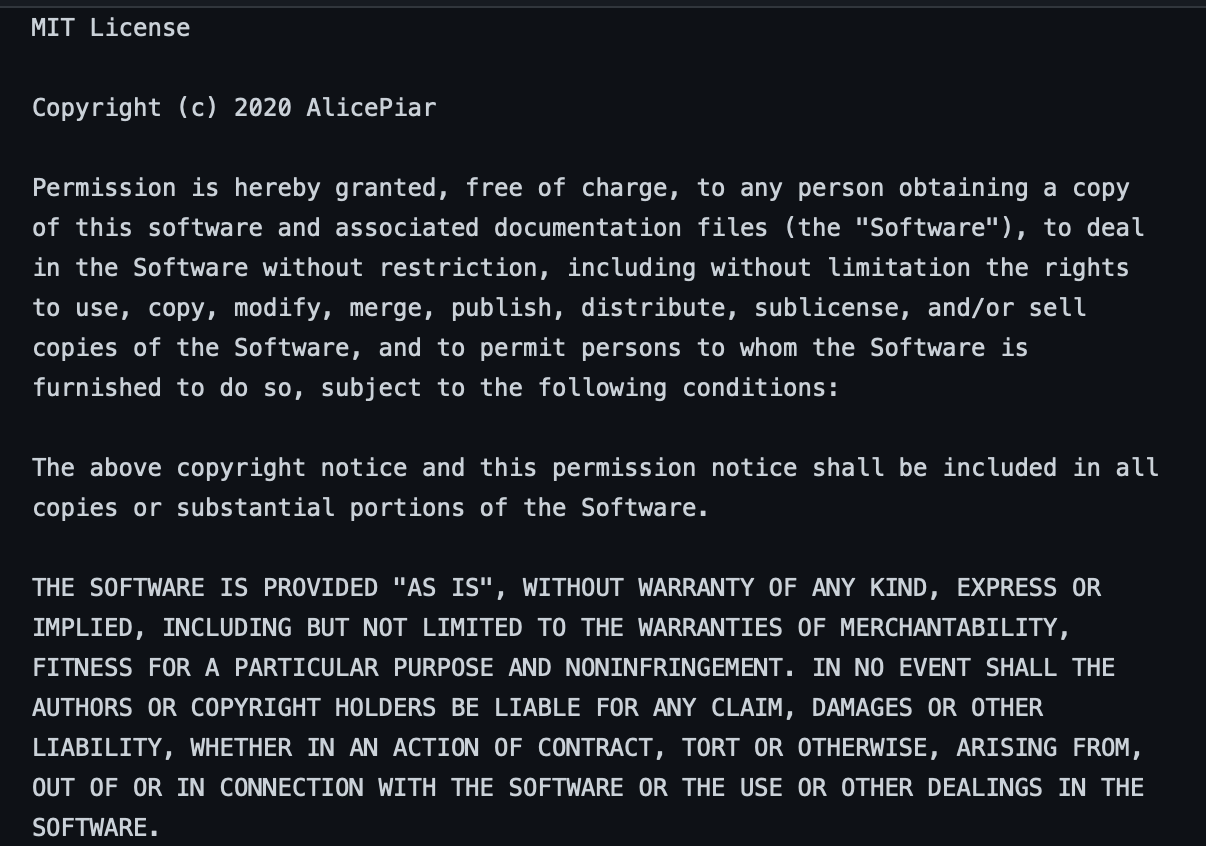 MIT License
Copyright (c) 2020 AlicePiar
Permission is hereby granted, free of charge, to any person obtaining a copy
of this software and associated documentation files (the "Software"), to deal
in the Software without restriction, including without limitation the rights
to use, copy, modify, merge, publish, distribute, sublicense, and/or sell
copies of the Software, and to permit persons to whom the Software is
furnished to do so, subject to the following conditions:
The above copyright notice and this permission notice shall be included in all
copies or substantial portions of the Software.
THE SOFTWARE IS PROVIDED "AS IS", WITHOUT WARRANTY OF ANY KIND, EXPRESS OR
IMPLIED, INCLUDING BUT NOT LIMITED TO THE WARRANTIES OF MERCHANTABILITY,
FITNESS FOR A PARTICULAR PURPOSE AND NONINFRINGEMENT. IN NO EVENT SHALL THE
AUTHORS OR COPYRIGHT HOLDERS BE LIABLE FOR ANY CLAIM, DAMAGES OR OTHER
LIABILITY, WHETHER IN AN ACTION OF CONTRACT, TORT OR OTHERWISE, ARISING FROM,
OUT OF OR IN CONNECTION WITH THE SOFTWARE OR THE USE OR OTHER DEALINGS IN THE
SOFTWARE.